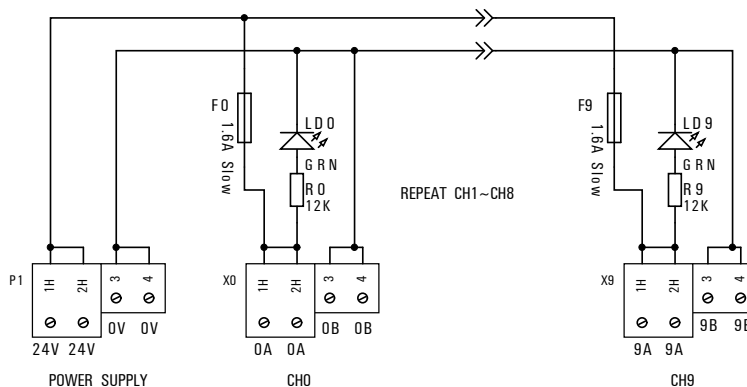 F0
1.6A Slow
LD0
GRN
R0
12K
REPEAT CH1~CH8
F9
1.6A Slow
LD9
GRN
R9
12K
P1
1H
2H
3
4
24V
24V
0V
0V
POWER SUPPLY
X0
1H
2H
3
4
0A
0A
0B
0B
CH0
X9
1H
2H
3
4
9A
9A
9B
9B
CH9